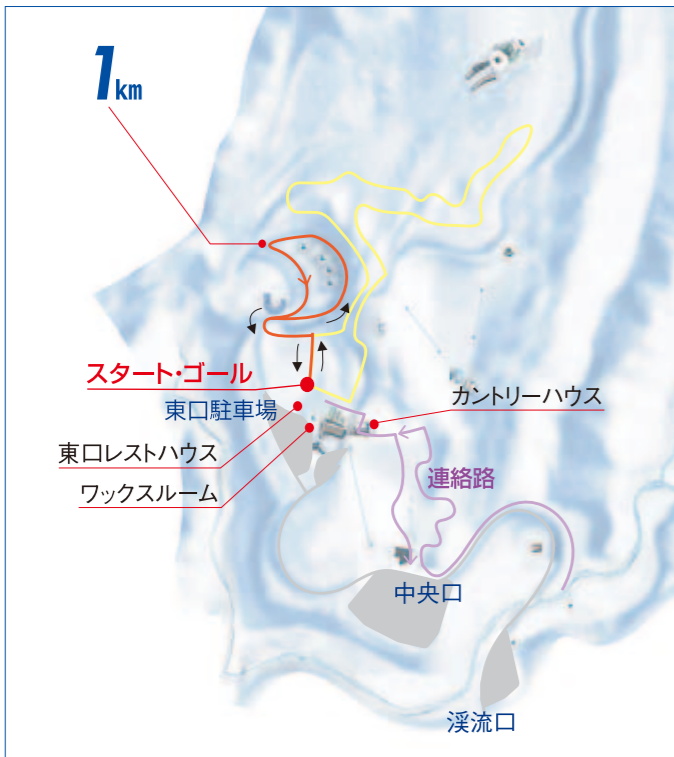 1km
スタート・ゴール
東口駐車場
カントリーハウス
東口レストハウス
連絡路
ワックスルーム
中央口
渓流口